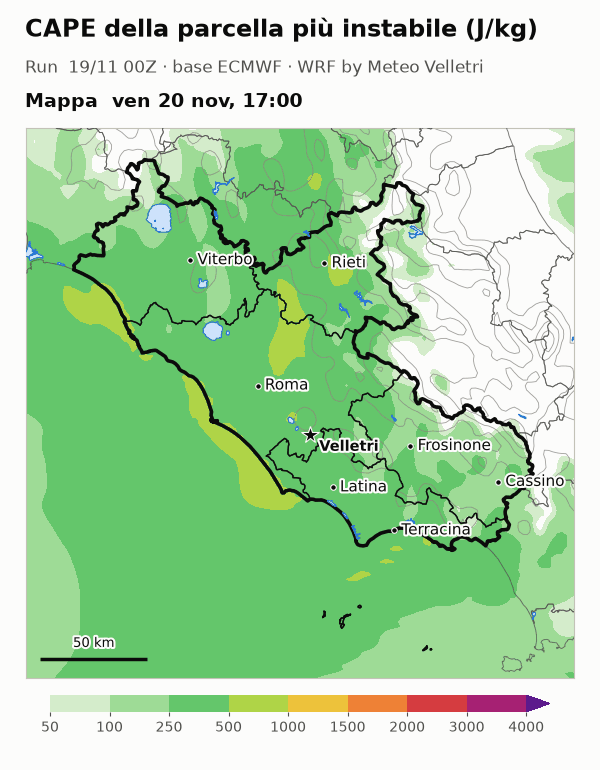 CAPE della parcella più instabile (J/kg)
Run  19/11 00Z · base ECMWF · WRF by Meteo Velletri
Mappa  ven 20 nov, 17:00
Viterbo
Rieti
Roma
Velletri
Frosinone
Latina
Cassino
Terracina
50 km
50 100 250 500 1000 1500 2000 3000 4000